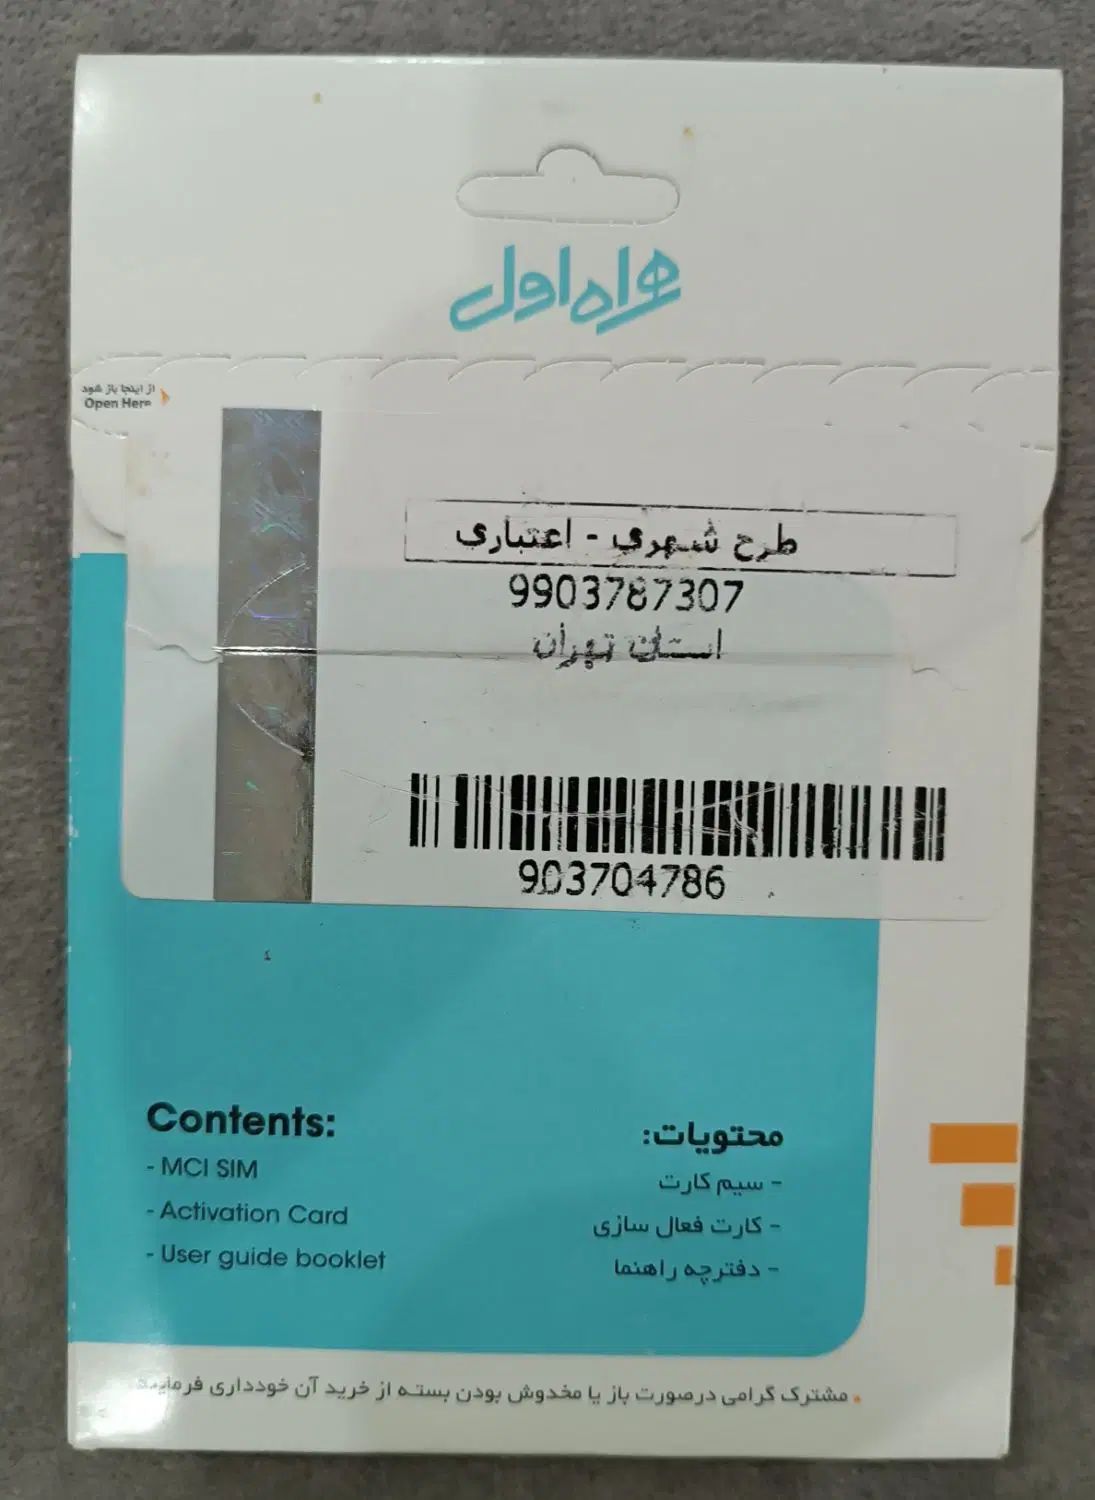 همراه اول
از اینجا باز شود
Open Here
طرح شهری - اعتباری
9903787307
استان تهران
903704786
Contents:
- MCI SIM
- Activation Card
- User guide booklet
محتویات:
- سیم کارت
- کارت فعال سازی
- دفترچه راهنما
مشترک گرامی درصورت باز یا مخدوش بودن بسته از خرید آن خودداری فرمایید.